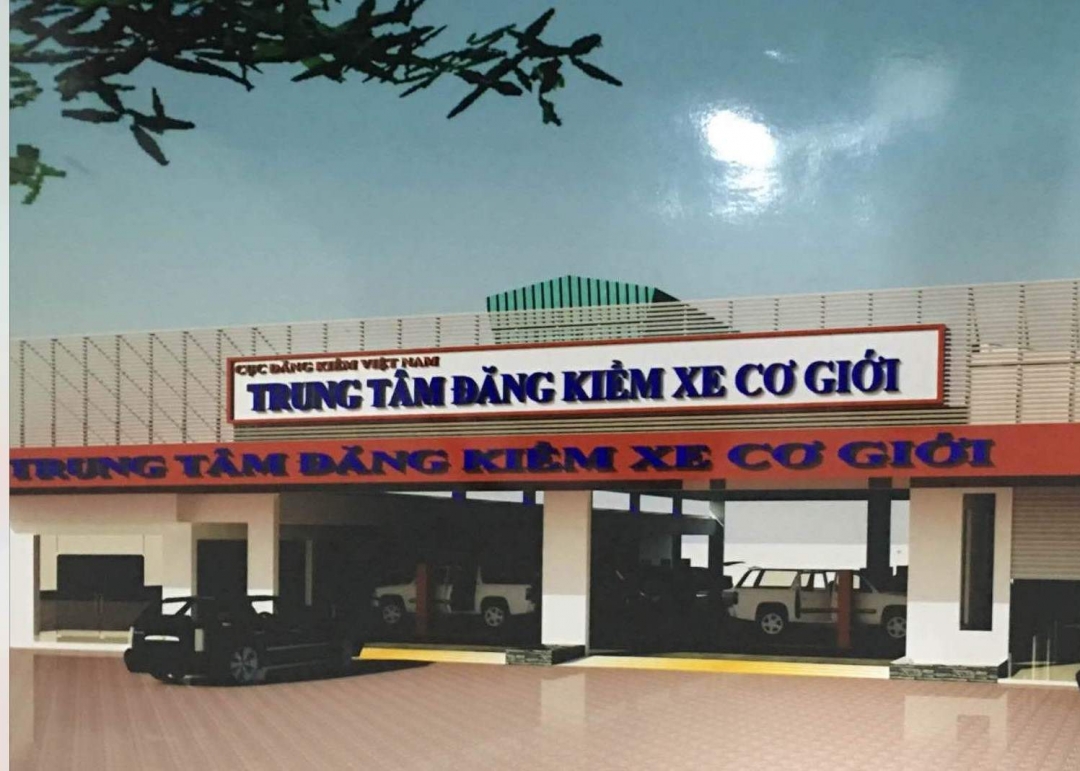 CỤC ĐĂNG KIỂM VIỆT NAM
TRUNG TÂM ĐĂNG KIỂM XE CƠ GIỚI
TRUNG TÂM ĐĂNG KIỂM XE CƠ GIỚI